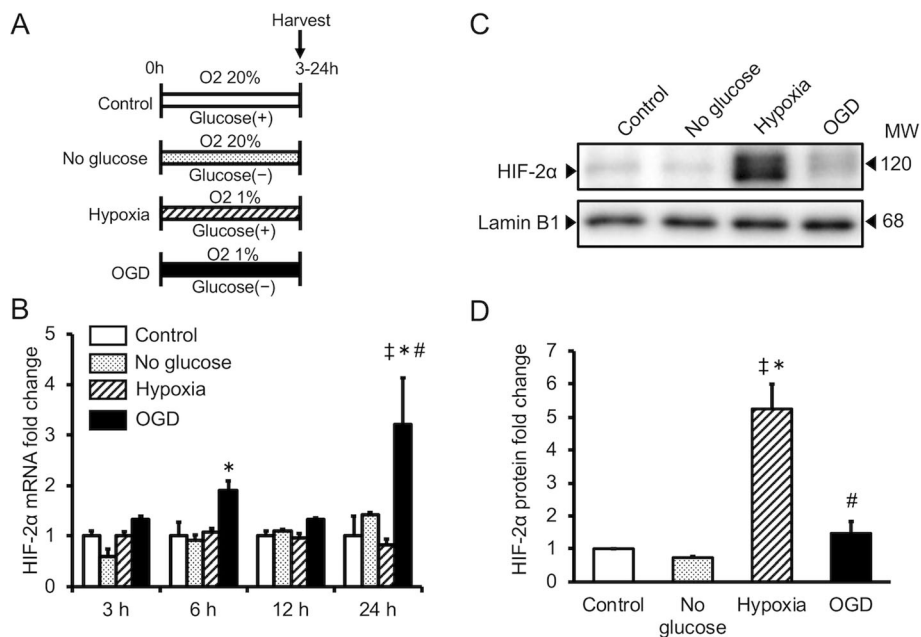 A
Harvest
0h
3-24h
O2 20%
Control
Glucose(+)
O2 20%
No glucose
Glucose(−)
O2 1%
Hypoxia
Glucose(+)
O2 1%
OGD
Glucose(−)
B
HIF-2α mRNA fold change
5
4
3
2
1
0
Control
No glucose
Hypoxia
OGD
*
‡ * #
3 h
6 h
12 h
24 h
C
Control
No glucose
Hypoxia
OGD
MW
HIF-2α
120
Lamin B1
68
D
HIF-2α protein fold change
7
6
5
4
3
2
1
0
‡ *
#
Control
No
glucose
Hypoxia
OGD